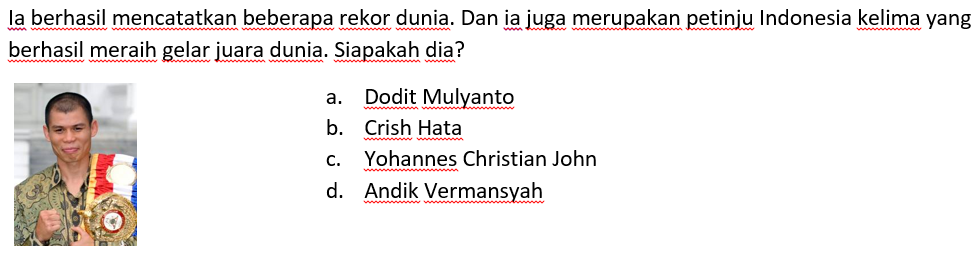 Ia berhasil mencatatkan beberapa rekor dunia. Dan ia juga merupakan petinju Indonesia kelima yang
berhasil meraih gelar juara dunia. Siapakah dia?
a. Dodit Mulyanto
b. Crish Hata
c. Yohannes Christian John
d. Andik Vermansyah